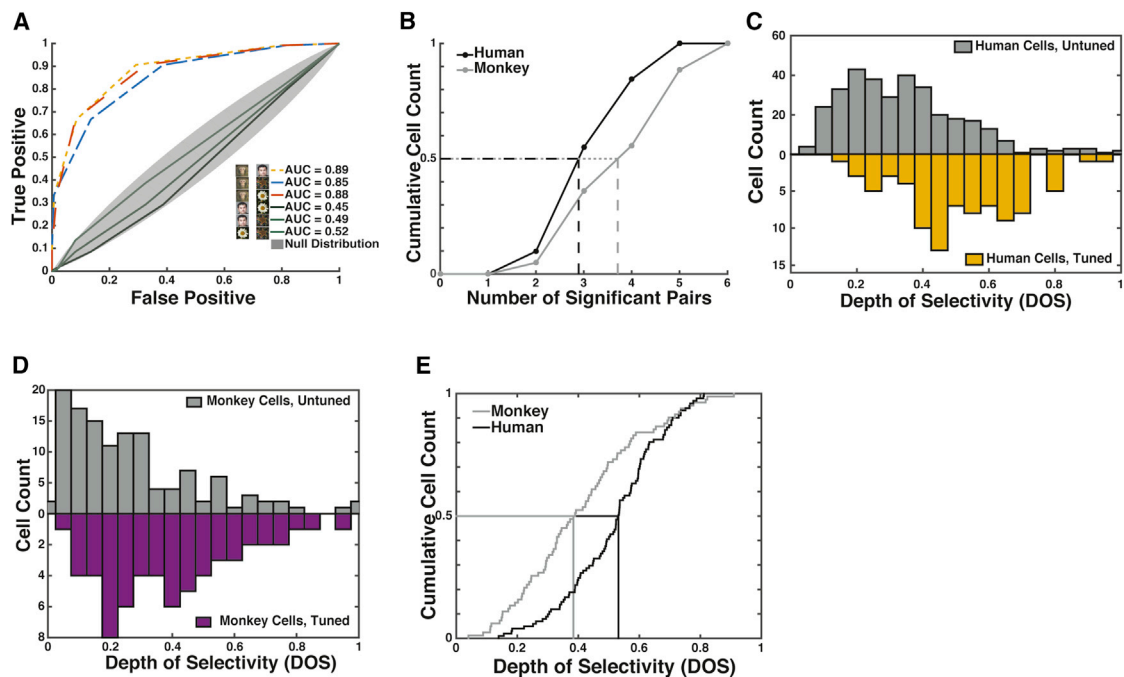 A
1
0.9
0.8
0.7
0.6
0.5
0.4
0.3
0.2
0.1
0
True Positive
0
0.2
0.4
0.6
0.8
1
False Positive
AUC = 0.89
AUC = 0.85
AUC = 0.88
AUC = 0.45
AUC = 0.49
AUC = 0.52
Null Distribution
B
1
0.5
0
Cumulative Cell Count
Human
Monkey
0
1
2
3
4
5
6
Number of Significant Pairs
C
60
40
20
0
5
10
15
Cell Count
Human Cells, Untuned
Human Cells, Tuned
0
0.2
0.4
0.6
0.8
1
Depth of Selectivity (DOS)
D
20
15
10
5
0
2
4
6
8
Cell Count
Monkey Cells, Untuned
Monkey Cells, Tuned
0
0.2
0.4
0.6
0.8
1
Depth of Selectivity (DOS)
E
1
0.5
0
Cumulative Cell Count
Monkey
Human
0
0.2
0.4
0.6
0.8
1
Depth of Selectivity (DOS)